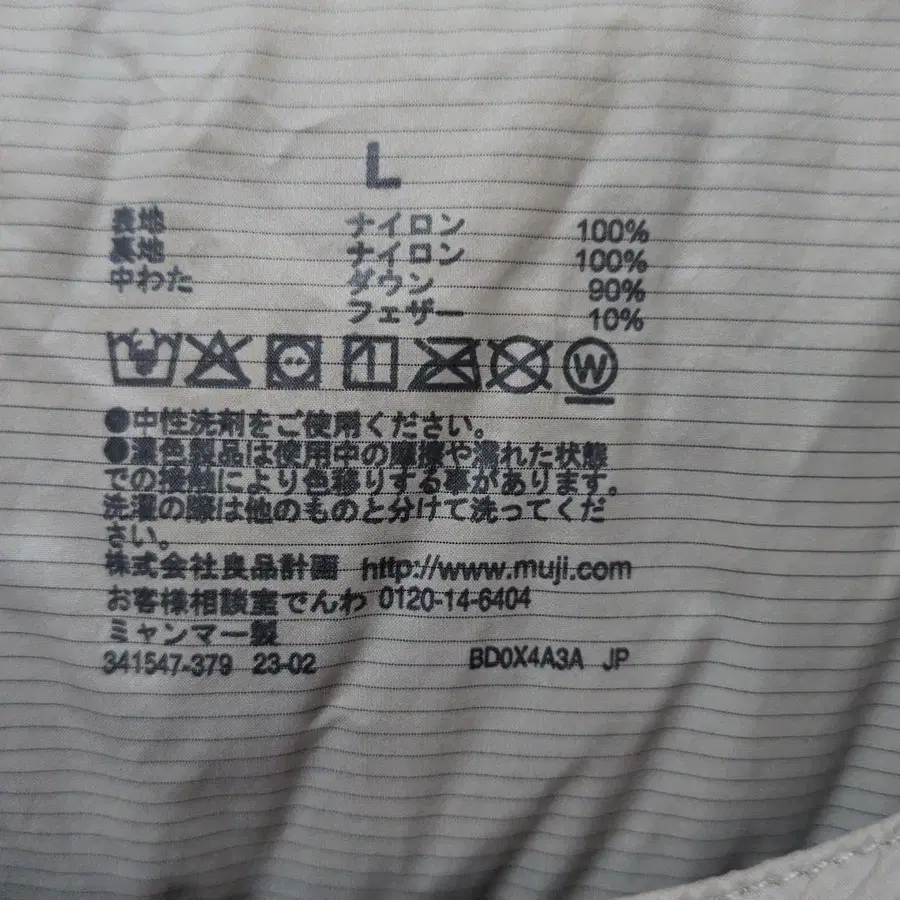 L
表地 ナイロン 100%
裏地 ナイロン 100%
中わた ダウン 90%
フェザー 10%
W
●中性洗剤をご使用ください。
●濃色製品は使用中の摩擦や濡れた状態
での接触により色移りする事があります。
洗濯の際は他のものと分けて洗ってくだ
さい。
株式会社良品計画 http://www.muji.com
お客様相談室でんわ 0120-14-6404
ミャンマー製
341547-379 23-02 BD0X4A3A JP